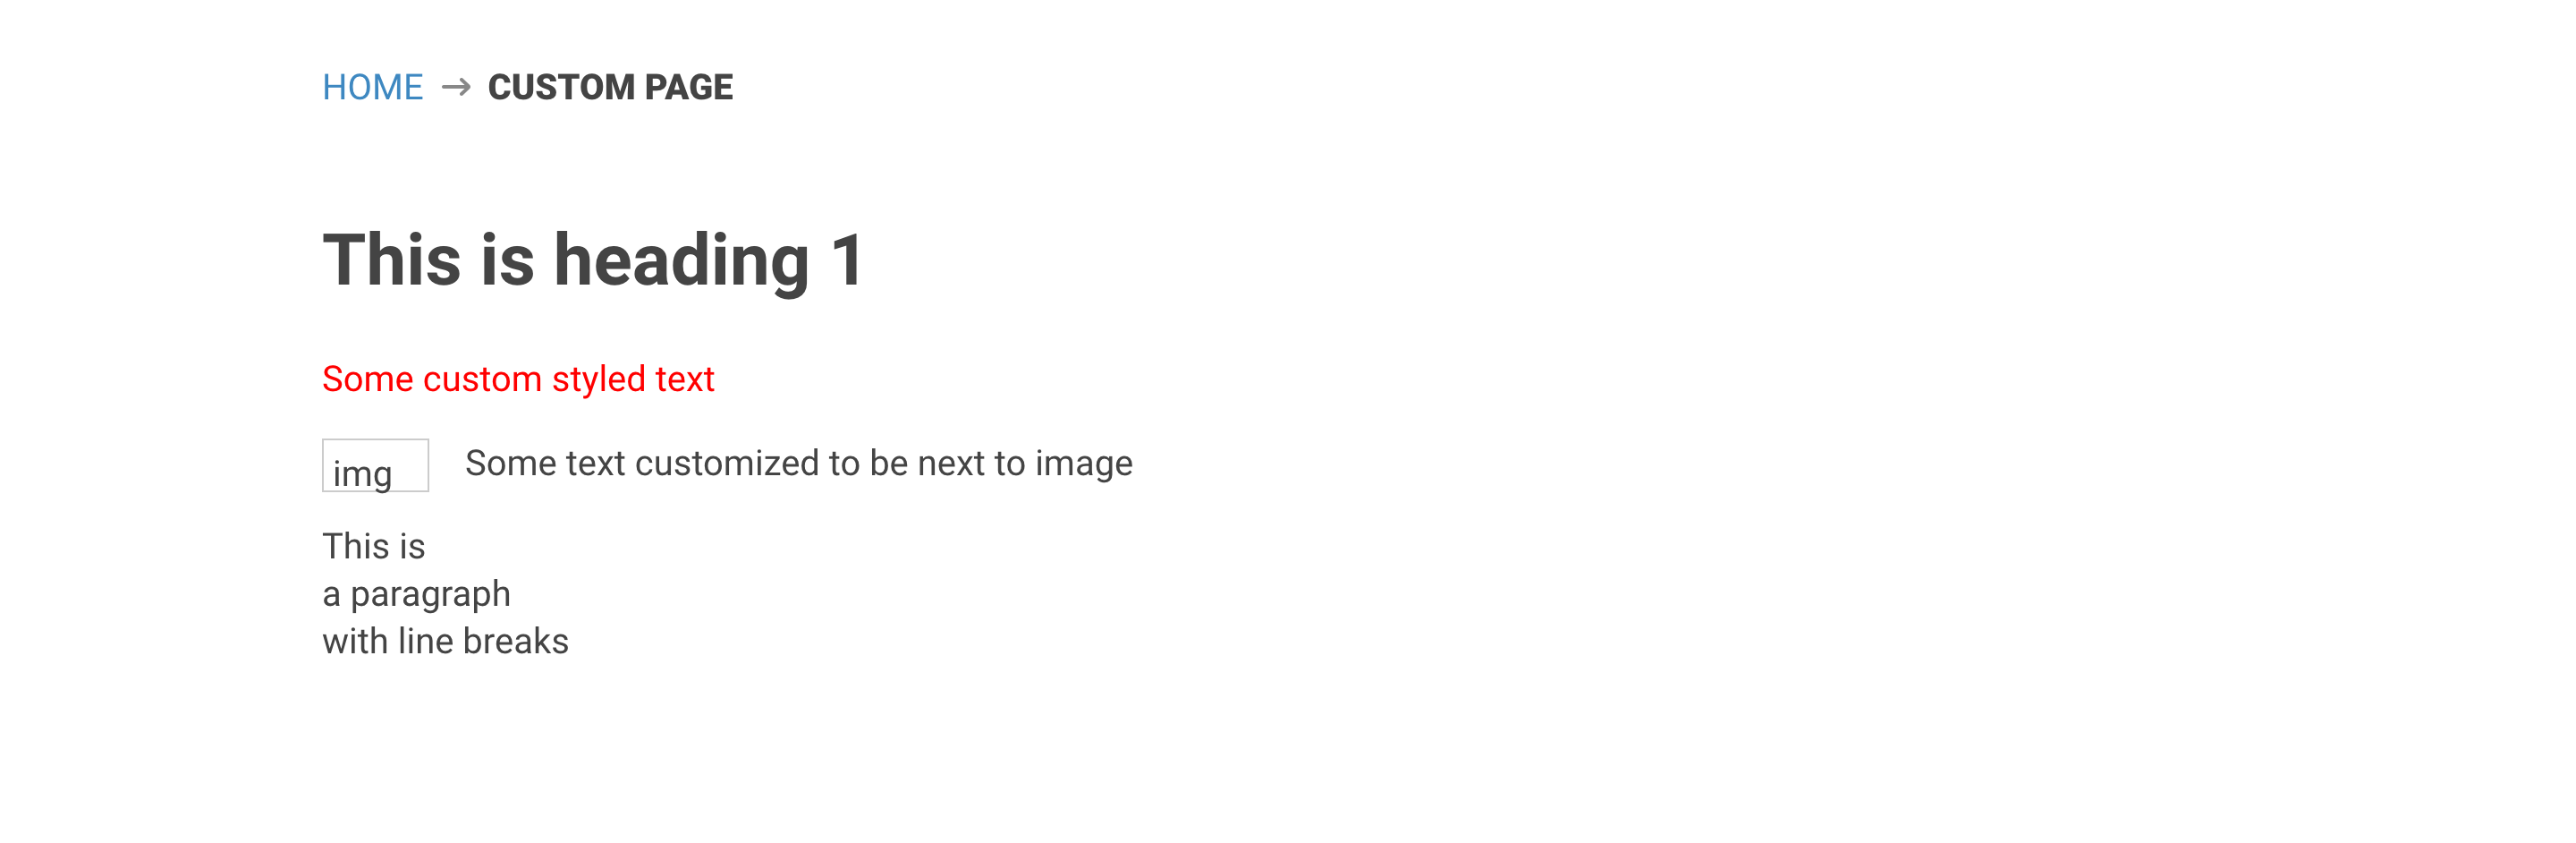 HOME → CUSTOM PAGE
This is heading 1
Some custom styled text
img Some text customized to be next to image
This is
a paragraph
with line breaks